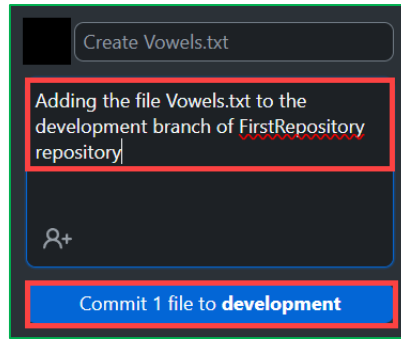 Create Vowels.txt
Adding the file Vowels.txt to the
development branch of FirstRepository
repository
Commit 1 file to development